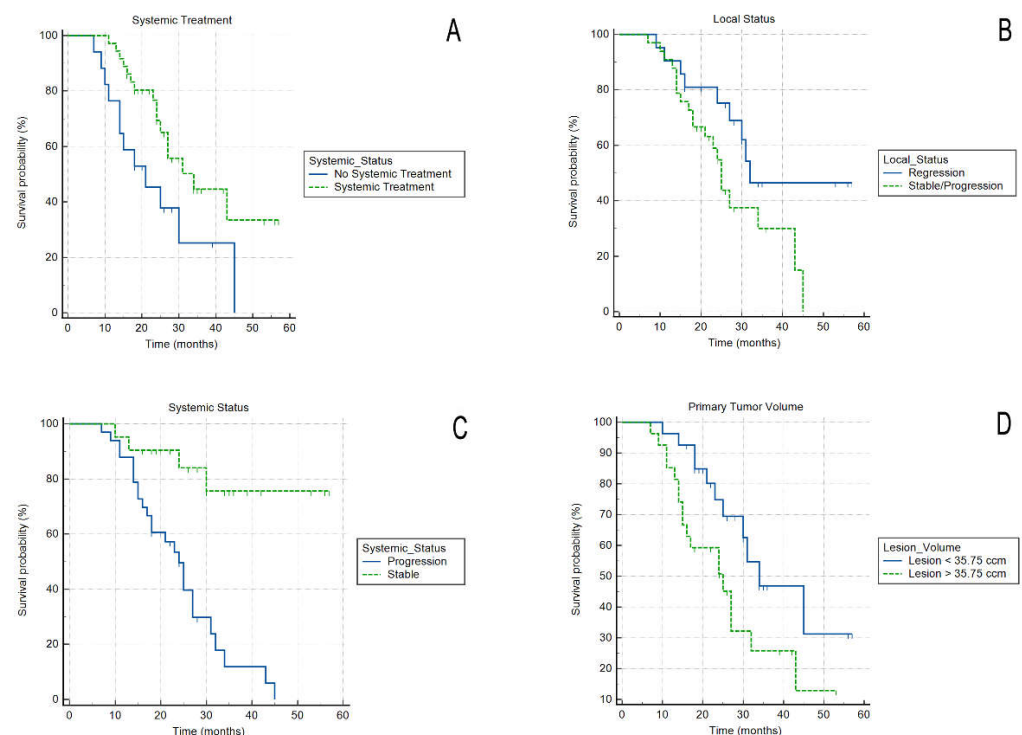 Systemic Treatment
A
100
80
60
40
20
0
Survival probability (%)
0 10 20 30 40 50 60
Time (months)
Systemic_Status
No Systemic Treatment
Systemic Treatment
Local Status
B
100
80
60
40
20
0
Survival probability (%)
0 10 20 30 40 50 60
Time (months)
Local_Status
Regression
Stable/Progression
Systemic Status
C
100
80
60
40
20
0
Survival probability (%)
0 10 20 30 40 50 60
Time (months)
Systemic_Status
Progression
Stable
Primary Tumor Volume
D
100
90
80
70
60
50
40
30
20
10
Survival probability (%)
0 10 20 30 40 50 60
Time (months)
Lesion_Volume
Lesion < 35.75 ccm
Lesion > 35.75 ccm